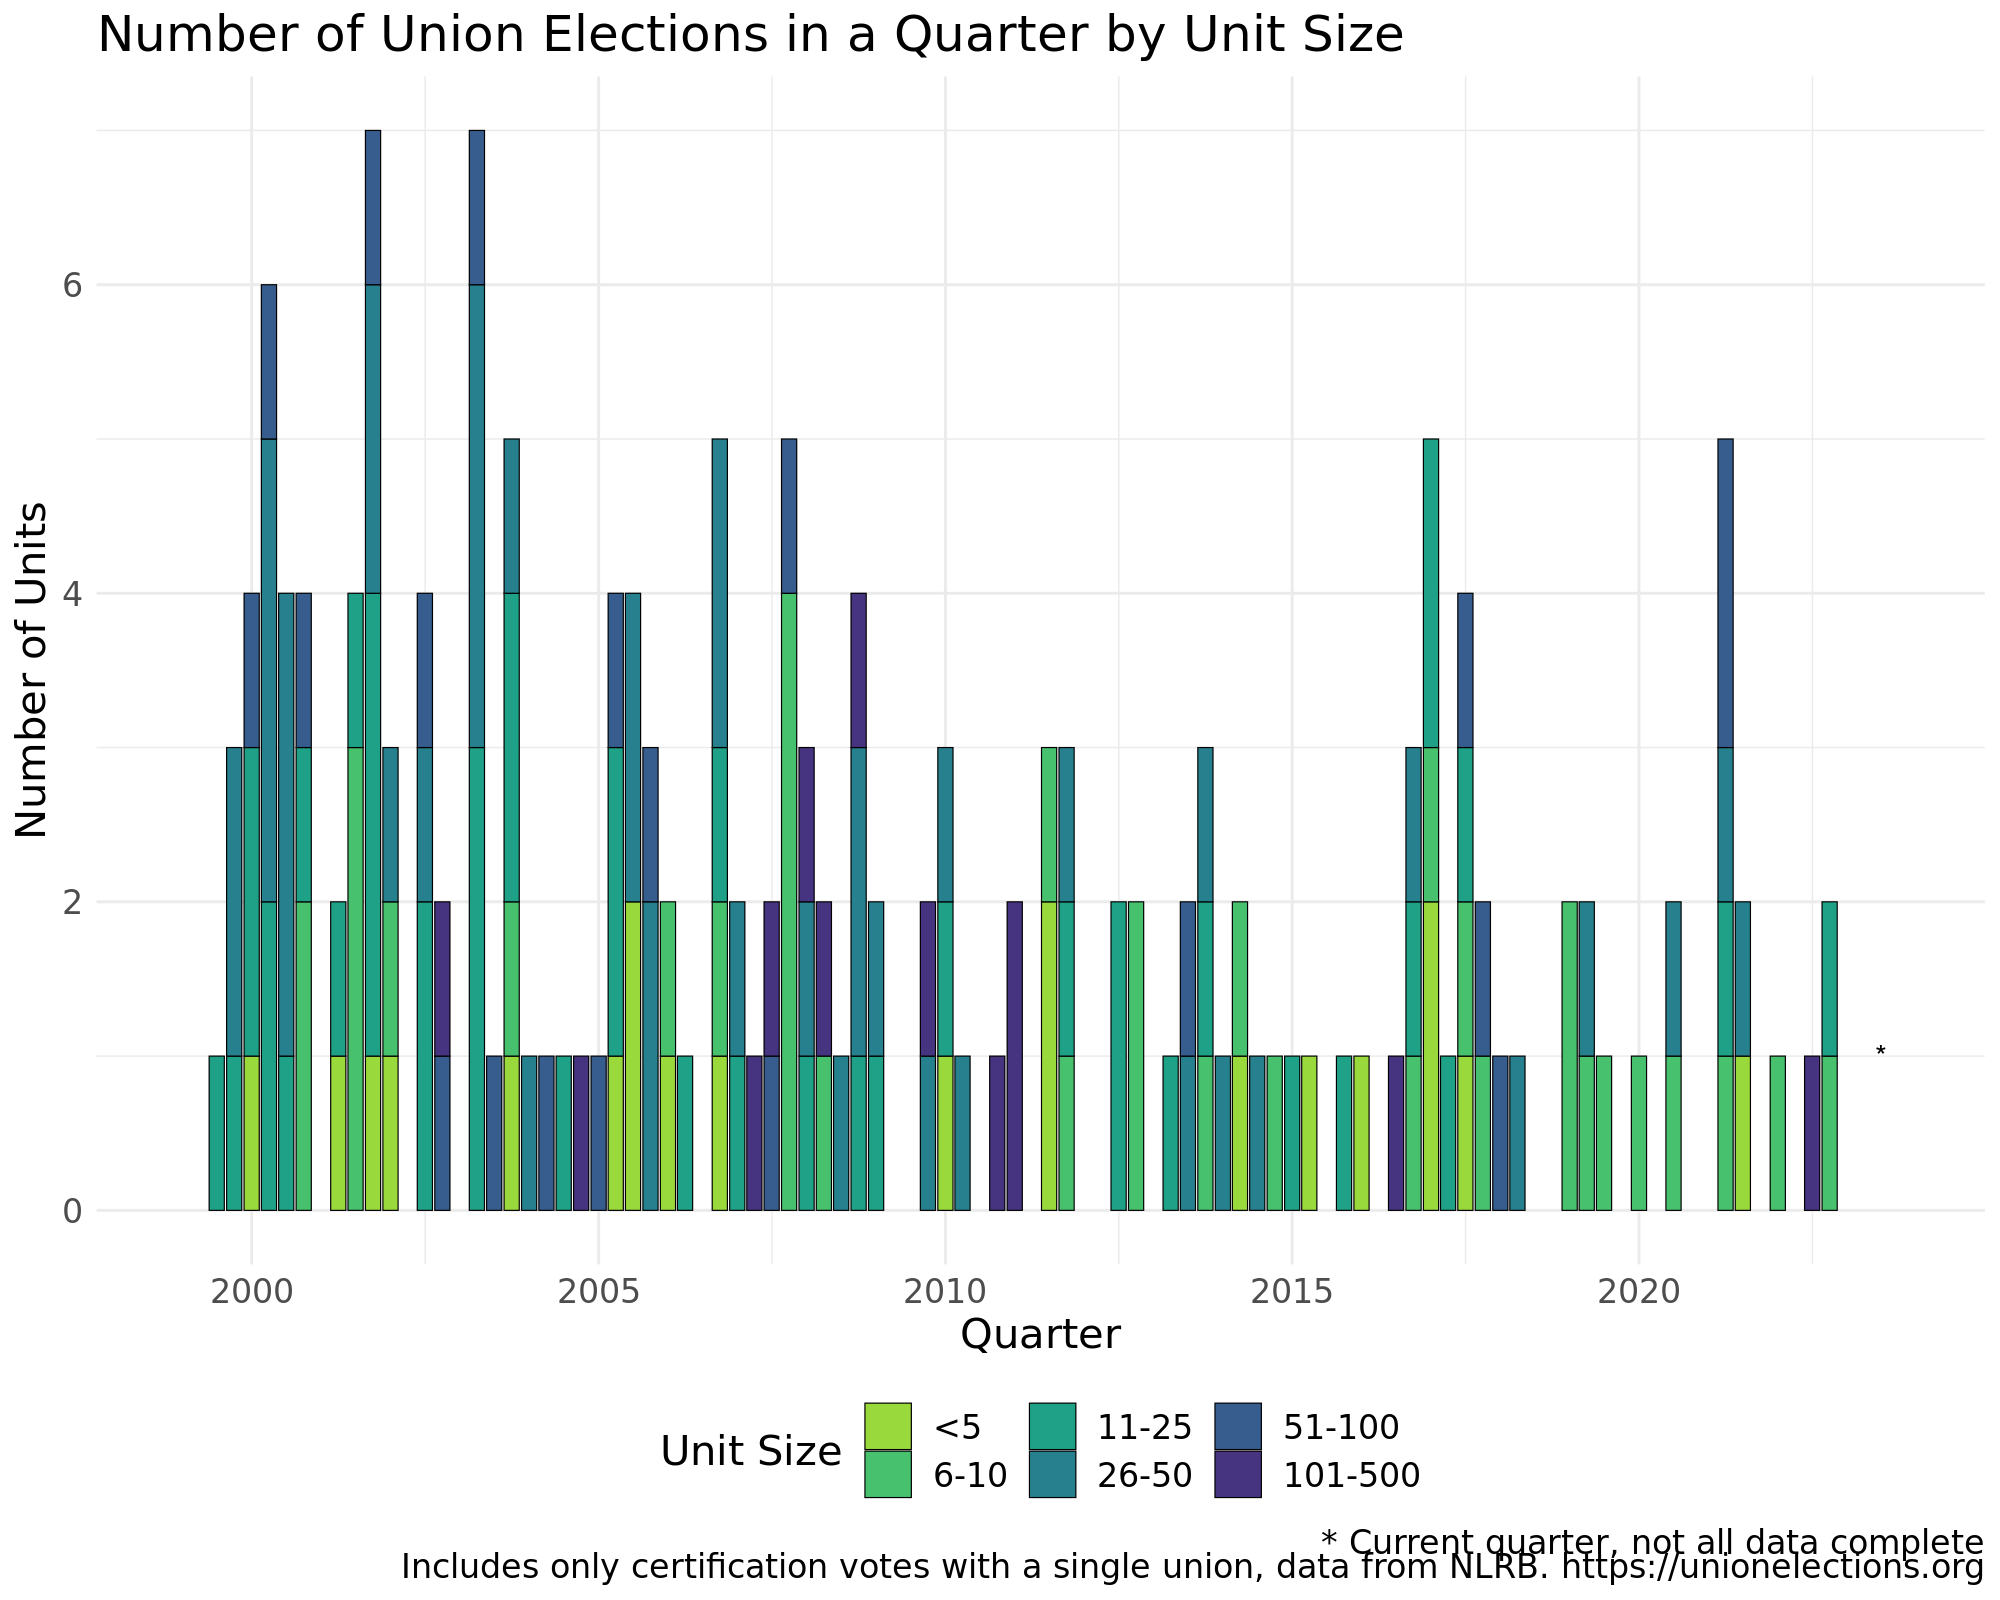 Number of Union Elections in a Quarter by Unit Size
Number of Units
6
4
2
0
*
2000 2005 2010 2015 2020
Quarter
Unit Size
<5 11-25 51-100
6-10 26-50 101-500
* Current quarter, not all data complete
Includes only certification votes with a single union, data from NLRB. https://unionelections.org